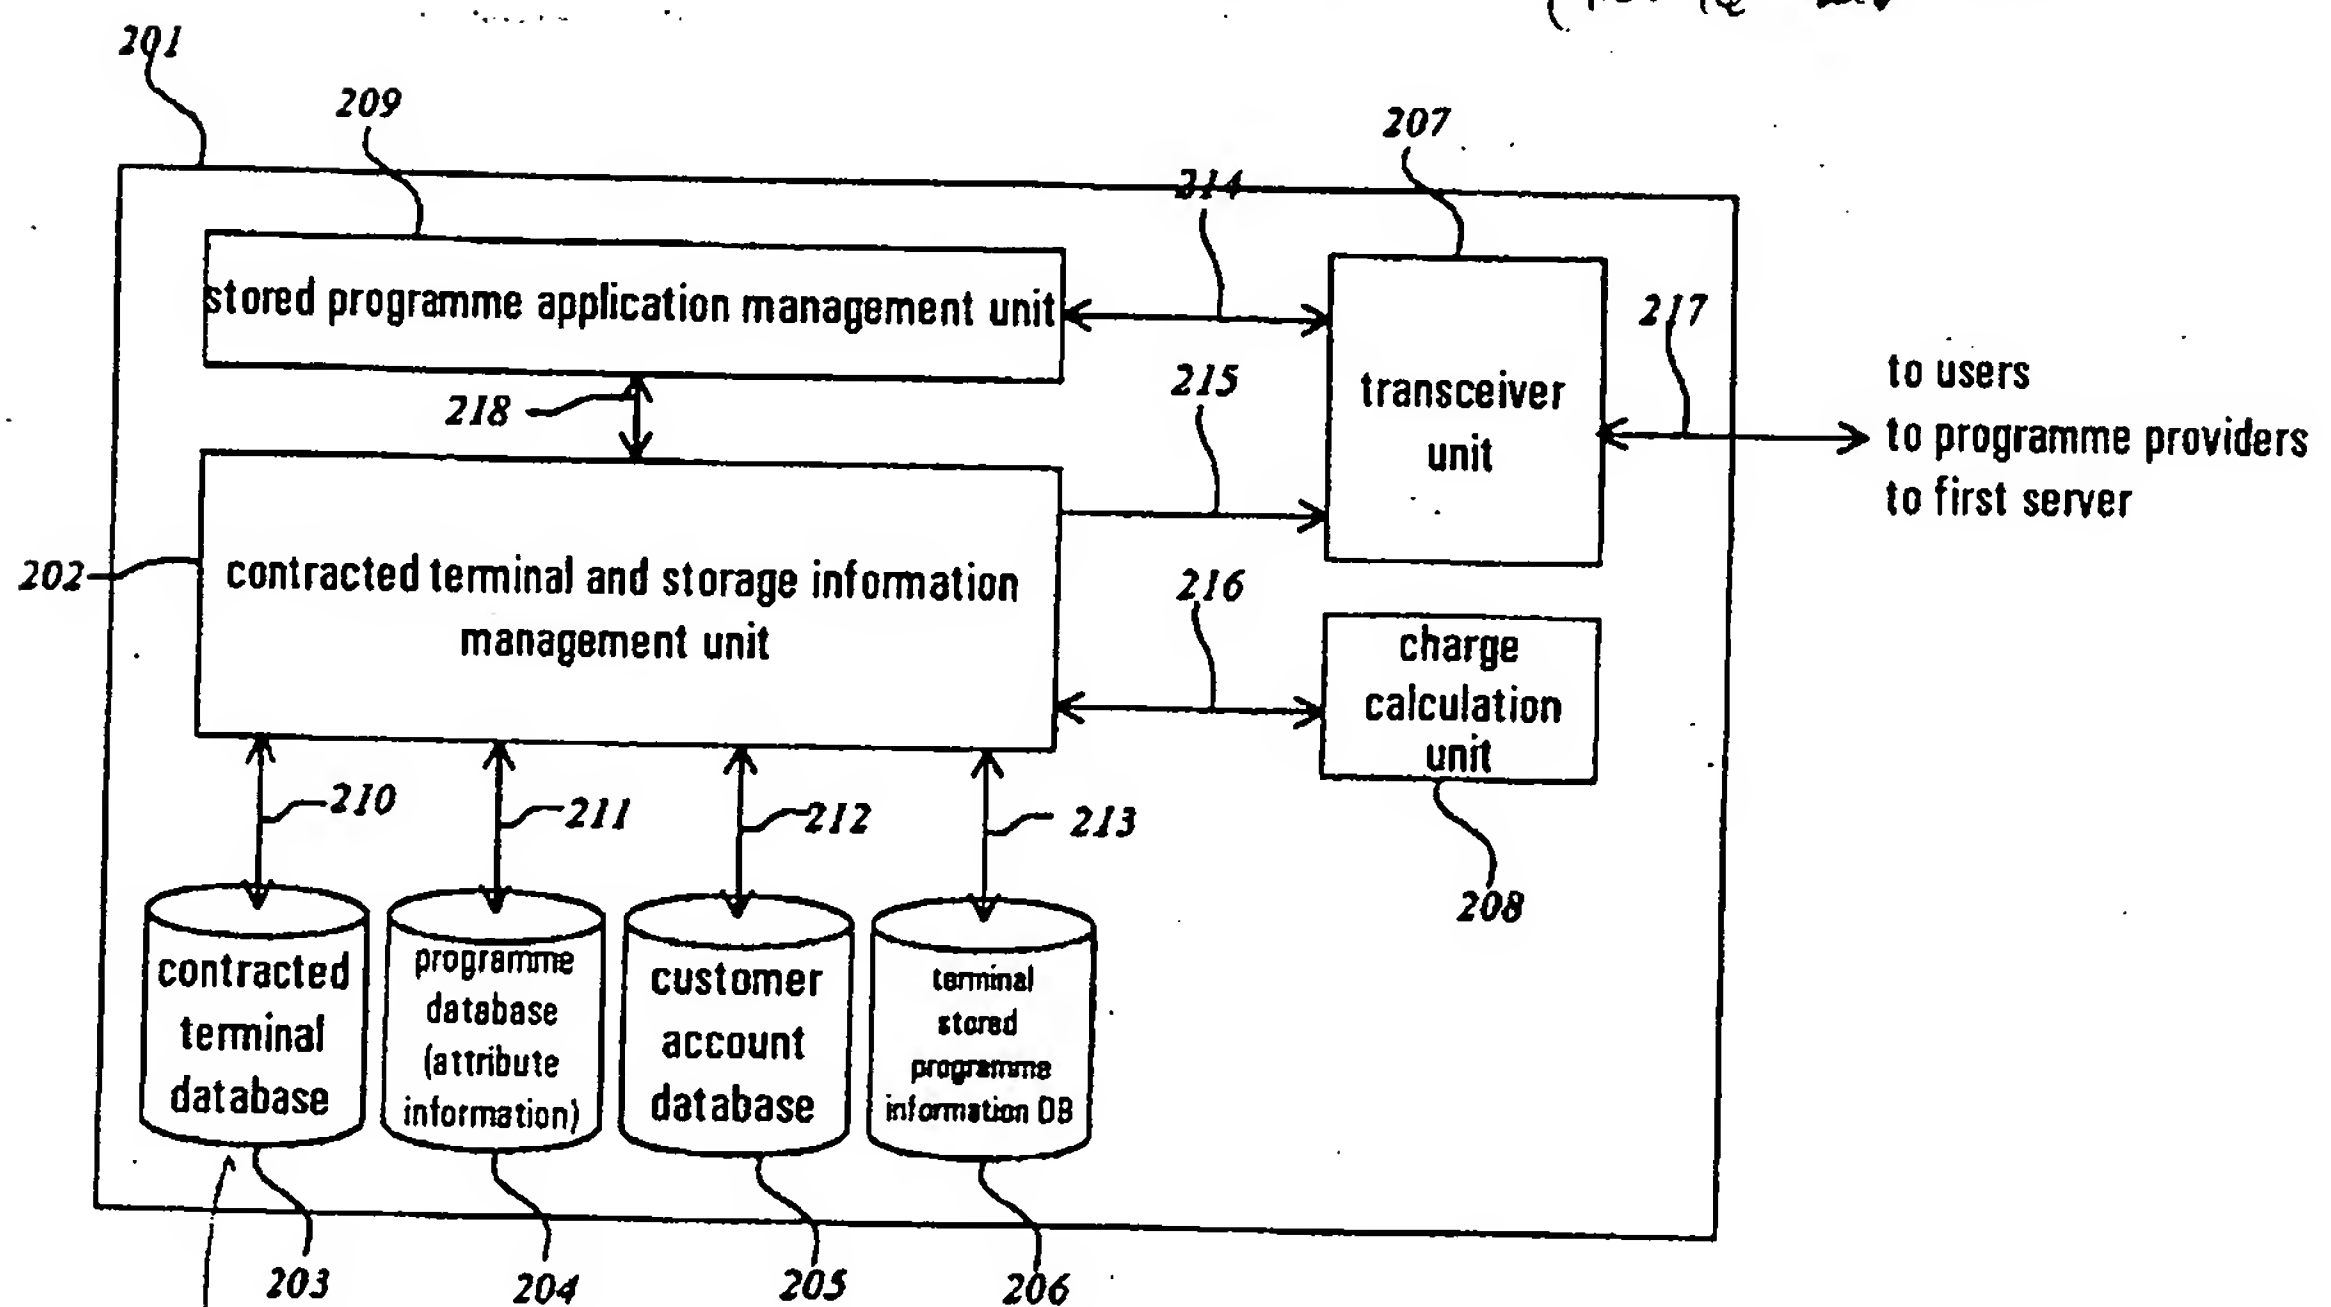 201
209
207
214
stored programme application management unit
217
to users
to programme providers
to first server
transceiver
unit
218
215
202
contracted terminal and storage information
management unit
216
charge
calculation
unit
210
211
212
213
208
contracted
terminal
database
programme
database
(attribute
information)
customer
account
database
terminal
stored
programme
information DB
203
204
205
206